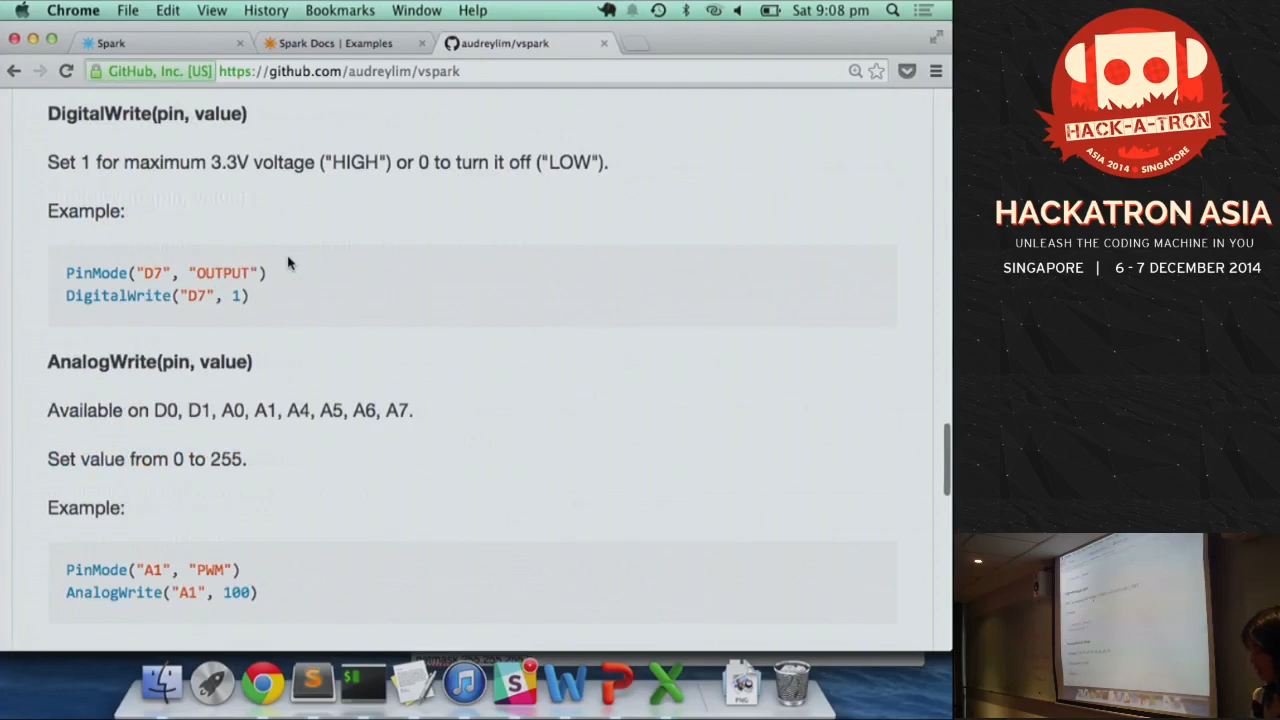 Chrome File Edit View History Bookmarks Window Help Sat 9:08 pm
Spark
Spark Docs | Examples
audreylim/vspark
GitHub, Inc. [US] https://github.com/audreylim/vspark
DigitalWrite(pin, value)
Set 1 for maximum 3.3V voltage ("HIGH") or 0 to turn it off ("LOW").
Example:
PinMode("D7", "OUTPUT")
DigitalWrite("D7", 1)
AnalogWrite(pin, value)
Available on D0, D1, A0, A1, A4, A5, A6, A7.
Set value from 0 to 255.
Example:
PinMode("A1", "PWM")
AnalogWrite("A1", 100)
PNG
HACK-A-TRON
ASIA 2014 SINGAPORE
HACKATRON ASIA
UNLEASH THE CODING MACHINE IN YOU
SINGAPORE | 6 - 7 DECEMBER 2014